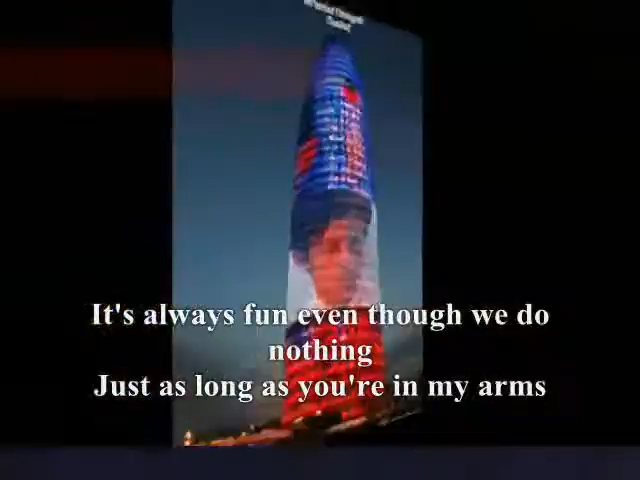 It's always fun even though we do
nothing
Just as long as you're in my arms